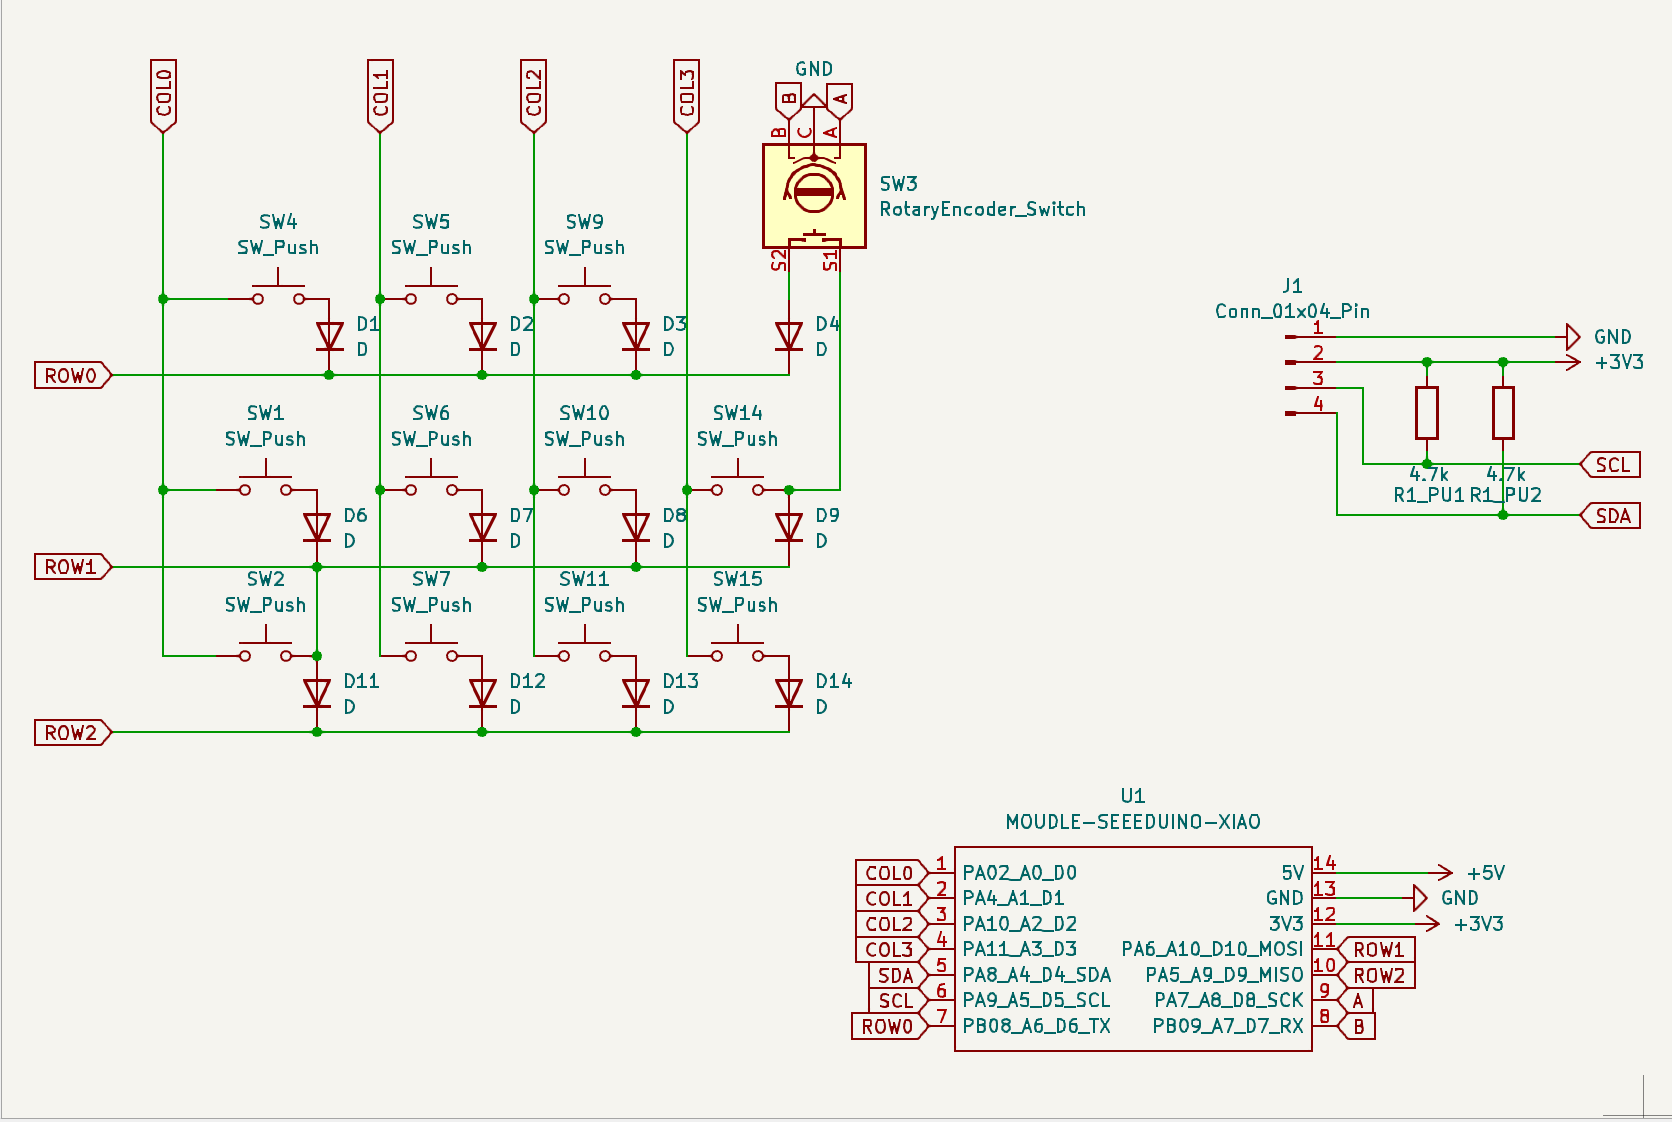 COL0
COL1
COL2
COL3
GND
B
A
B
C
A
SW3
RotaryEncoder_Switch
S2
S1
SW4
SW_Push
SW5
SW_Push
SW9
SW_Push
D1
D
D2
D
D3
D
D4
D
ROW0
SW1
SW_Push
SW6
SW_Push
SW10
SW_Push
SW14
SW_Push
D6
D
D7
D
D8
D
D9
D
ROW1
SW2
SW_Push
SW7
SW_Push
SW11
SW_Push
SW15
SW_Push
D11
D
D12
D
D13
D
D14
D
ROW2
J1
Conn_01x04_Pin
1
2
3
4
GND
+3V3
4.7k
R1_PU1
4.7k
R1_PU2
SCL
SDA
U1
MOUDLE-SEEEDUINO-XIAO
COL0 1 PA02_A0_D0
COL1 2 PA4_A1_D1
COL2 3 PA10_A2_D2
COL3 4 PA11_A3_D3
SDA 5 PA8_A4_D4_SDA
SCL 6 PA9_A5_D5_SCL
ROW0 7 PB08_A6_D6_TX
5V 14 +5V
GND 13 GND
3V3 12 +3V3
PA6_A10_D10_MOSI 11 ROW1
PA5_A9_D9_MISO 10 ROW2
PA7_A8_D8_SCK 9 A
PB09_A7_D7_RX 8 B